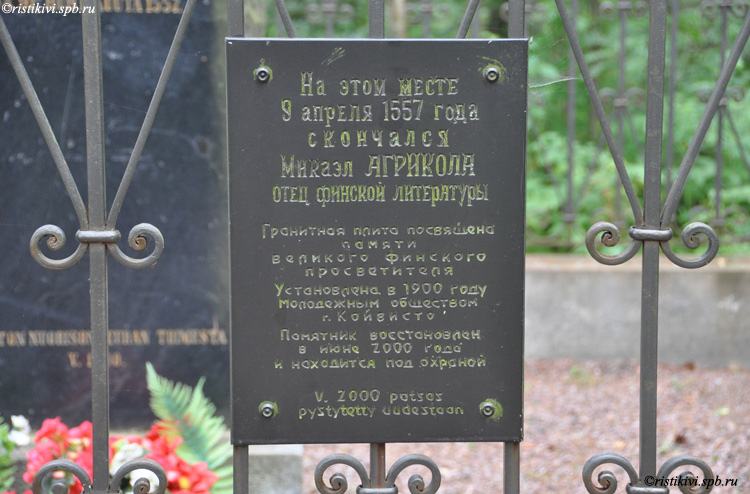 ©ristikivi.spb.ru
На этом месте
9 апреля 1557 года
скончался
Микаэл АГРИКОЛА
отец финской литературы
Гранитная плита посвящена
памяти
великого финского
просветителя
Установлена в 1900 году
Молодежным обществом
г. Койвисто
Памятник восстановлен
в июне 2000 года
и находится под охраной
V. 2000 patsas
pystytetty uudestaan
TOIMESTA
V.
©ristikivi.spb.ru